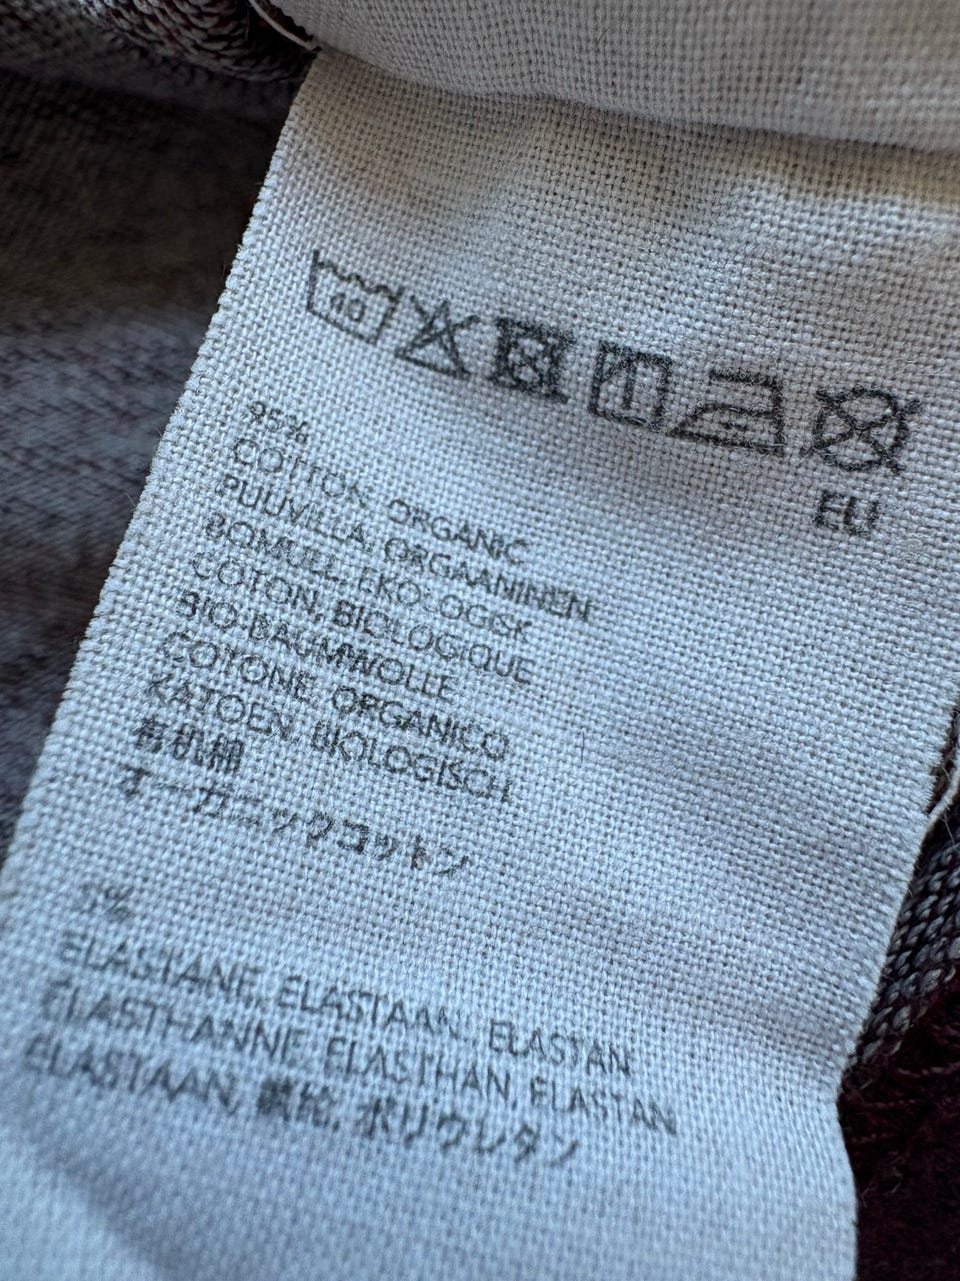 40
EU
95%
COTTON, ORGANIC
PUUVILLA, ORGAANINEN
BOMULL, EKOLOGISK
COTON, BIOLOGIQUE
BIO-BAUMWOLLE
COTONE, ORGANICO
KATOEN, BIOLOGISCH
有机棉
オーガニックコットン
5%
ELASTANE, ELASTAANI, ELASTAN
ELASTHANNE, ELASTHAN, ELASTAN
ELASTAAN, 氨纶, ポリウレタン